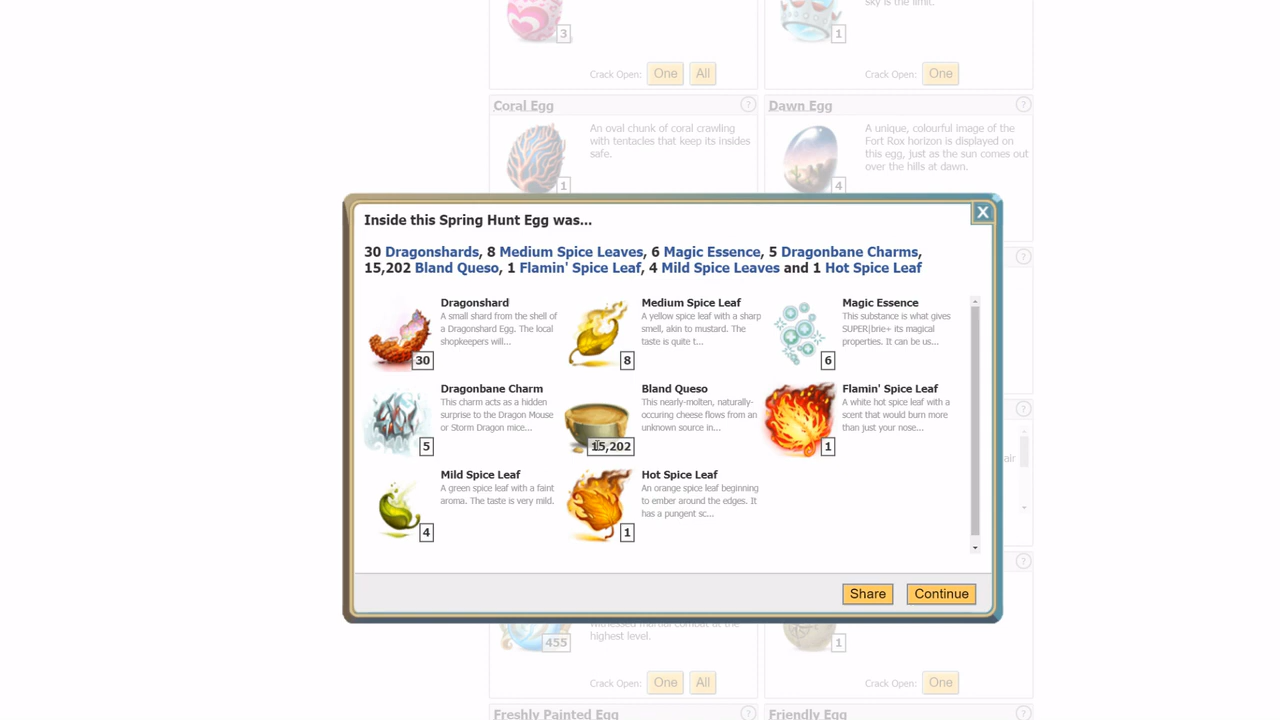 sky is the limit.
3
1
Crack Open: One All
Crack Open: One
Coral Egg ?
Dawn Egg ?
An oval chunk of coral crawling
with tentacles that keep its insides
safe.
1
A unique, colourful image of the
Fort Rox horizon is displayed on
this egg, just as the sun comes out
over the hills at dawn.
4
Inside this Spring Hunt Egg was...
X
30 Dragonshards, 8 Medium Spice Leaves, 6 Magic Essence, 5 Dragonbane Charms,
15,202 Bland Queso, 1 Flamin' Spice Leaf, 4 Mild Spice Leaves and 1 Hot Spice Leaf
Dragonshard
A small shard from the shell of
a Dragonshard Egg. The local
shopkeepers will...
30
Medium Spice Leaf
A yellow spice leaf with a sharp
smell, akin to mustard. The
taste is quite t...
8
Magic Essence
This substance is what gives
SUPER|brie+ its magical
properties. It can be us...
6
Dragonbane Charm
This charm acts as a hidden
surprise to the Dragon Mouse
or Storm Dragon mice...
5
Bland Queso
This nearly-molten, naturally-
occuring cheese flows from an
unknown source in...
15,202
Flamin' Spice Leaf
A white hot spice leaf with a
scent that would burn more
than just your nose...
1
Mild Spice Leaf
A green spice leaf with a faint
aroma. The taste is very mild.
4
Hot Spice Leaf
An orange spice leaf beginning
to ember around the edges. It
has a pungent sc...
1
?
?
air
?
Share
Continue
highest level.
455
1
Crack Open: One All
Crack Open: One
Freshly Painted Egg ?
Friendly Egg ?